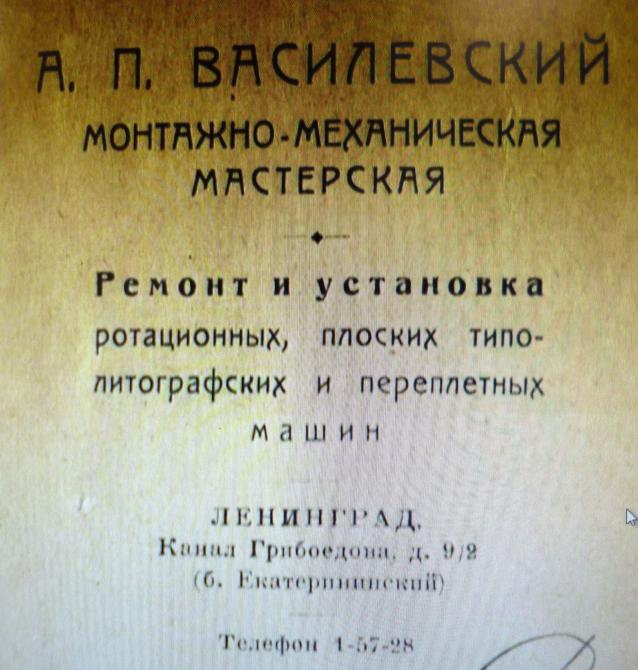 А. П. ВАСИЛЕВСКИЙ
МОНТАЖНО-МЕХАНИЧЕСКАЯ
МАСТЕРСКАЯ
Ремонт и установка
ротационных, плоских типо-
литографских и переплетных
машин
ЛЕНИНГРАД,
Канал Грибоедова, д. 9/2
(б. Екатерининский)
Телефон 1-57-28